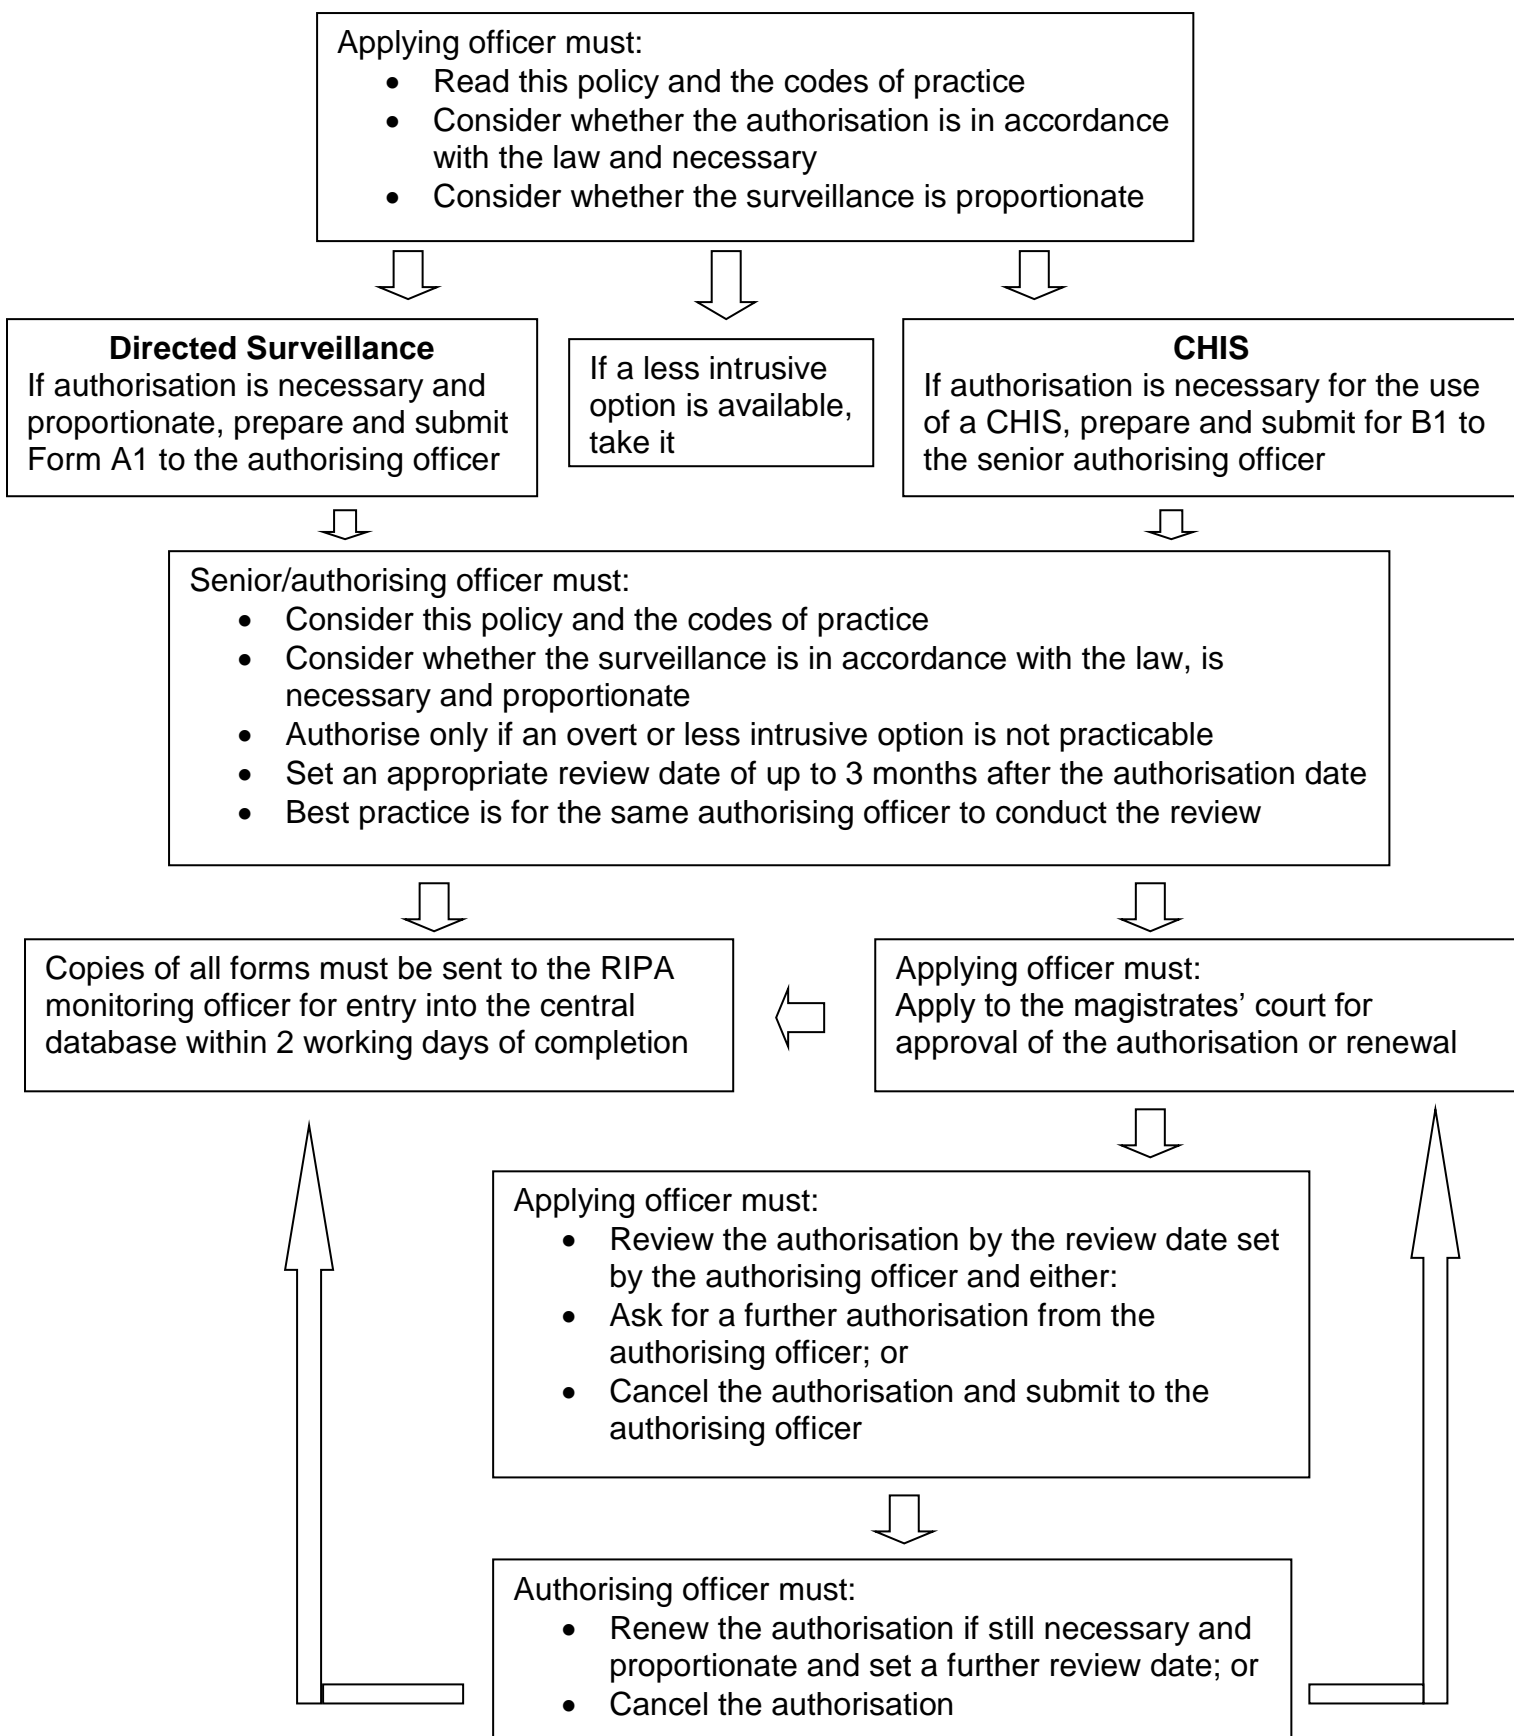 Applying officer must:
• Read this policy and the codes of practice
• Consider whether the authorisation is in accordance
with the law and necessary
• Consider whether the surveillance is proportionate
Directed Surveillance
If authorisation is necessary and
proportionate, prepare and submit
Form A1 to the authorising officer
If a less intrusive
option is available,
take it
CHIS
If authorisation is necessary for the use
of a CHIS, prepare and submit for B1 to
the senior authorising officer
Senior/authorising officer must:
• Consider this policy and the codes of practice
• Consider whether the surveillance is in accordance with the law, is
necessary and proportionate
• Authorise only if an overt or less intrusive option is not practicable
• Set an appropriate review date of up to 3 months after the authorisation date
• Best practice is for the same authorising officer to conduct the review
Copies of all forms must be sent to the RIPA
monitoring officer for entry into the central
database within 2 working days of completion
Applying officer must:
Apply to the magistrates’ court for
approval of the authorisation or renewal
Applying officer must:
• Review the authorisation by the review date set
by the authorising officer and either:
• Ask for a further authorisation from the
authorising officer; or
• Cancel the authorisation and submit to the
authorising officer
Authorising officer must:
• Renew the authorisation if still necessary and
proportionate and set a further review date; or
• Cancel the authorisation